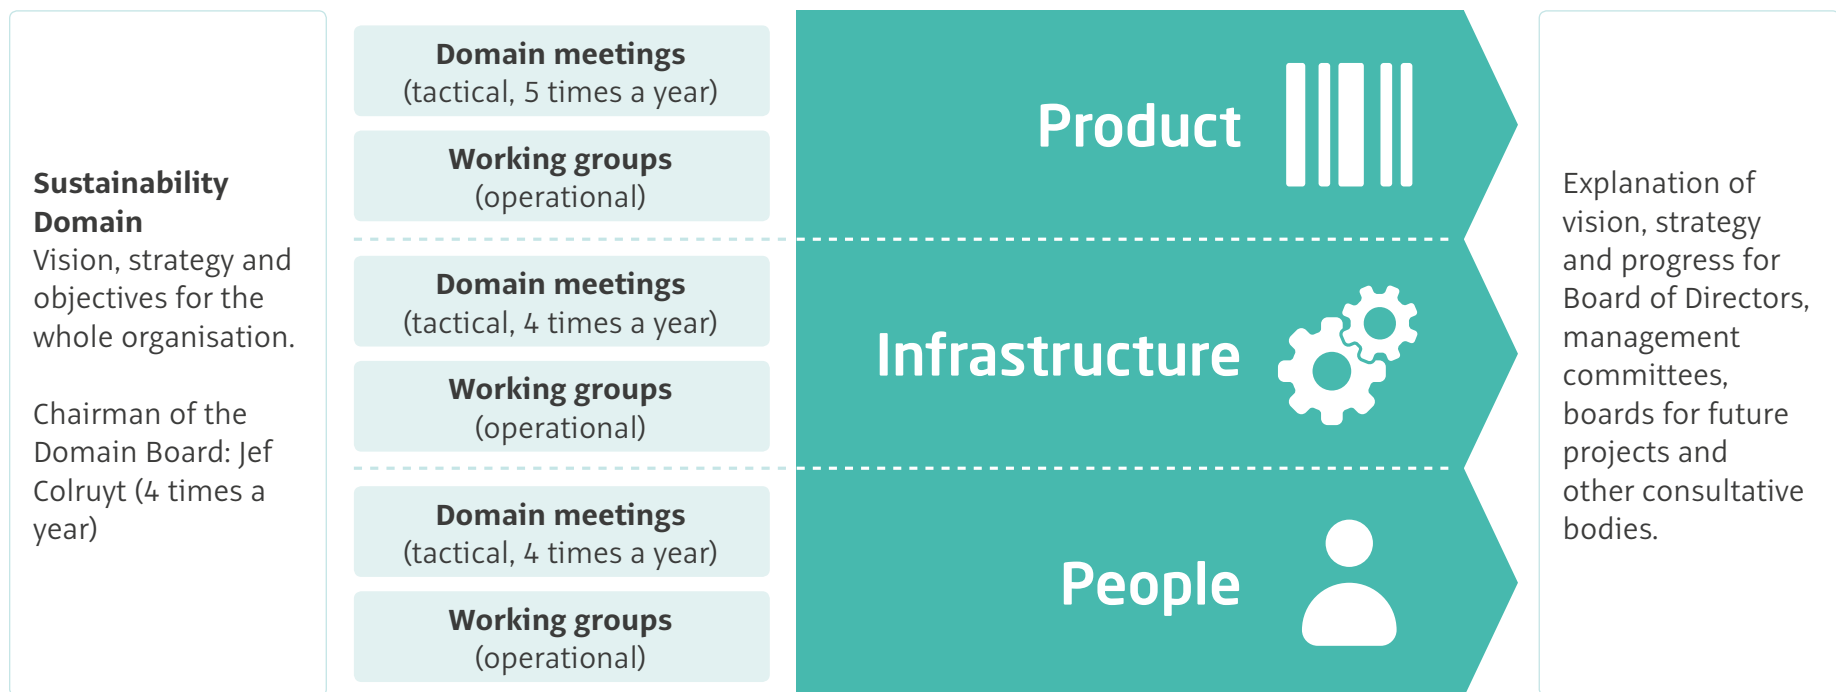 Sustainability
Domain
Vision, strategy and
objectives for the
whole organisation.
Chairman of the
Domain Board: Jef
Colruyt (4 times a
year)
Domain meetings
(tactical, 5 times a year)
Working groups
(operational)
Product
Domain meetings
(tactical, 4 times a year)
Working groups
(operational)
Infrastructure
Domain meetings
(tactical, 4 times a year)
Working groups
(operational)
People
Explanation of
vision, strategy
and progress for
Board of Directors,
management
committees,
boards for future
projects and
other consultative
bodies.